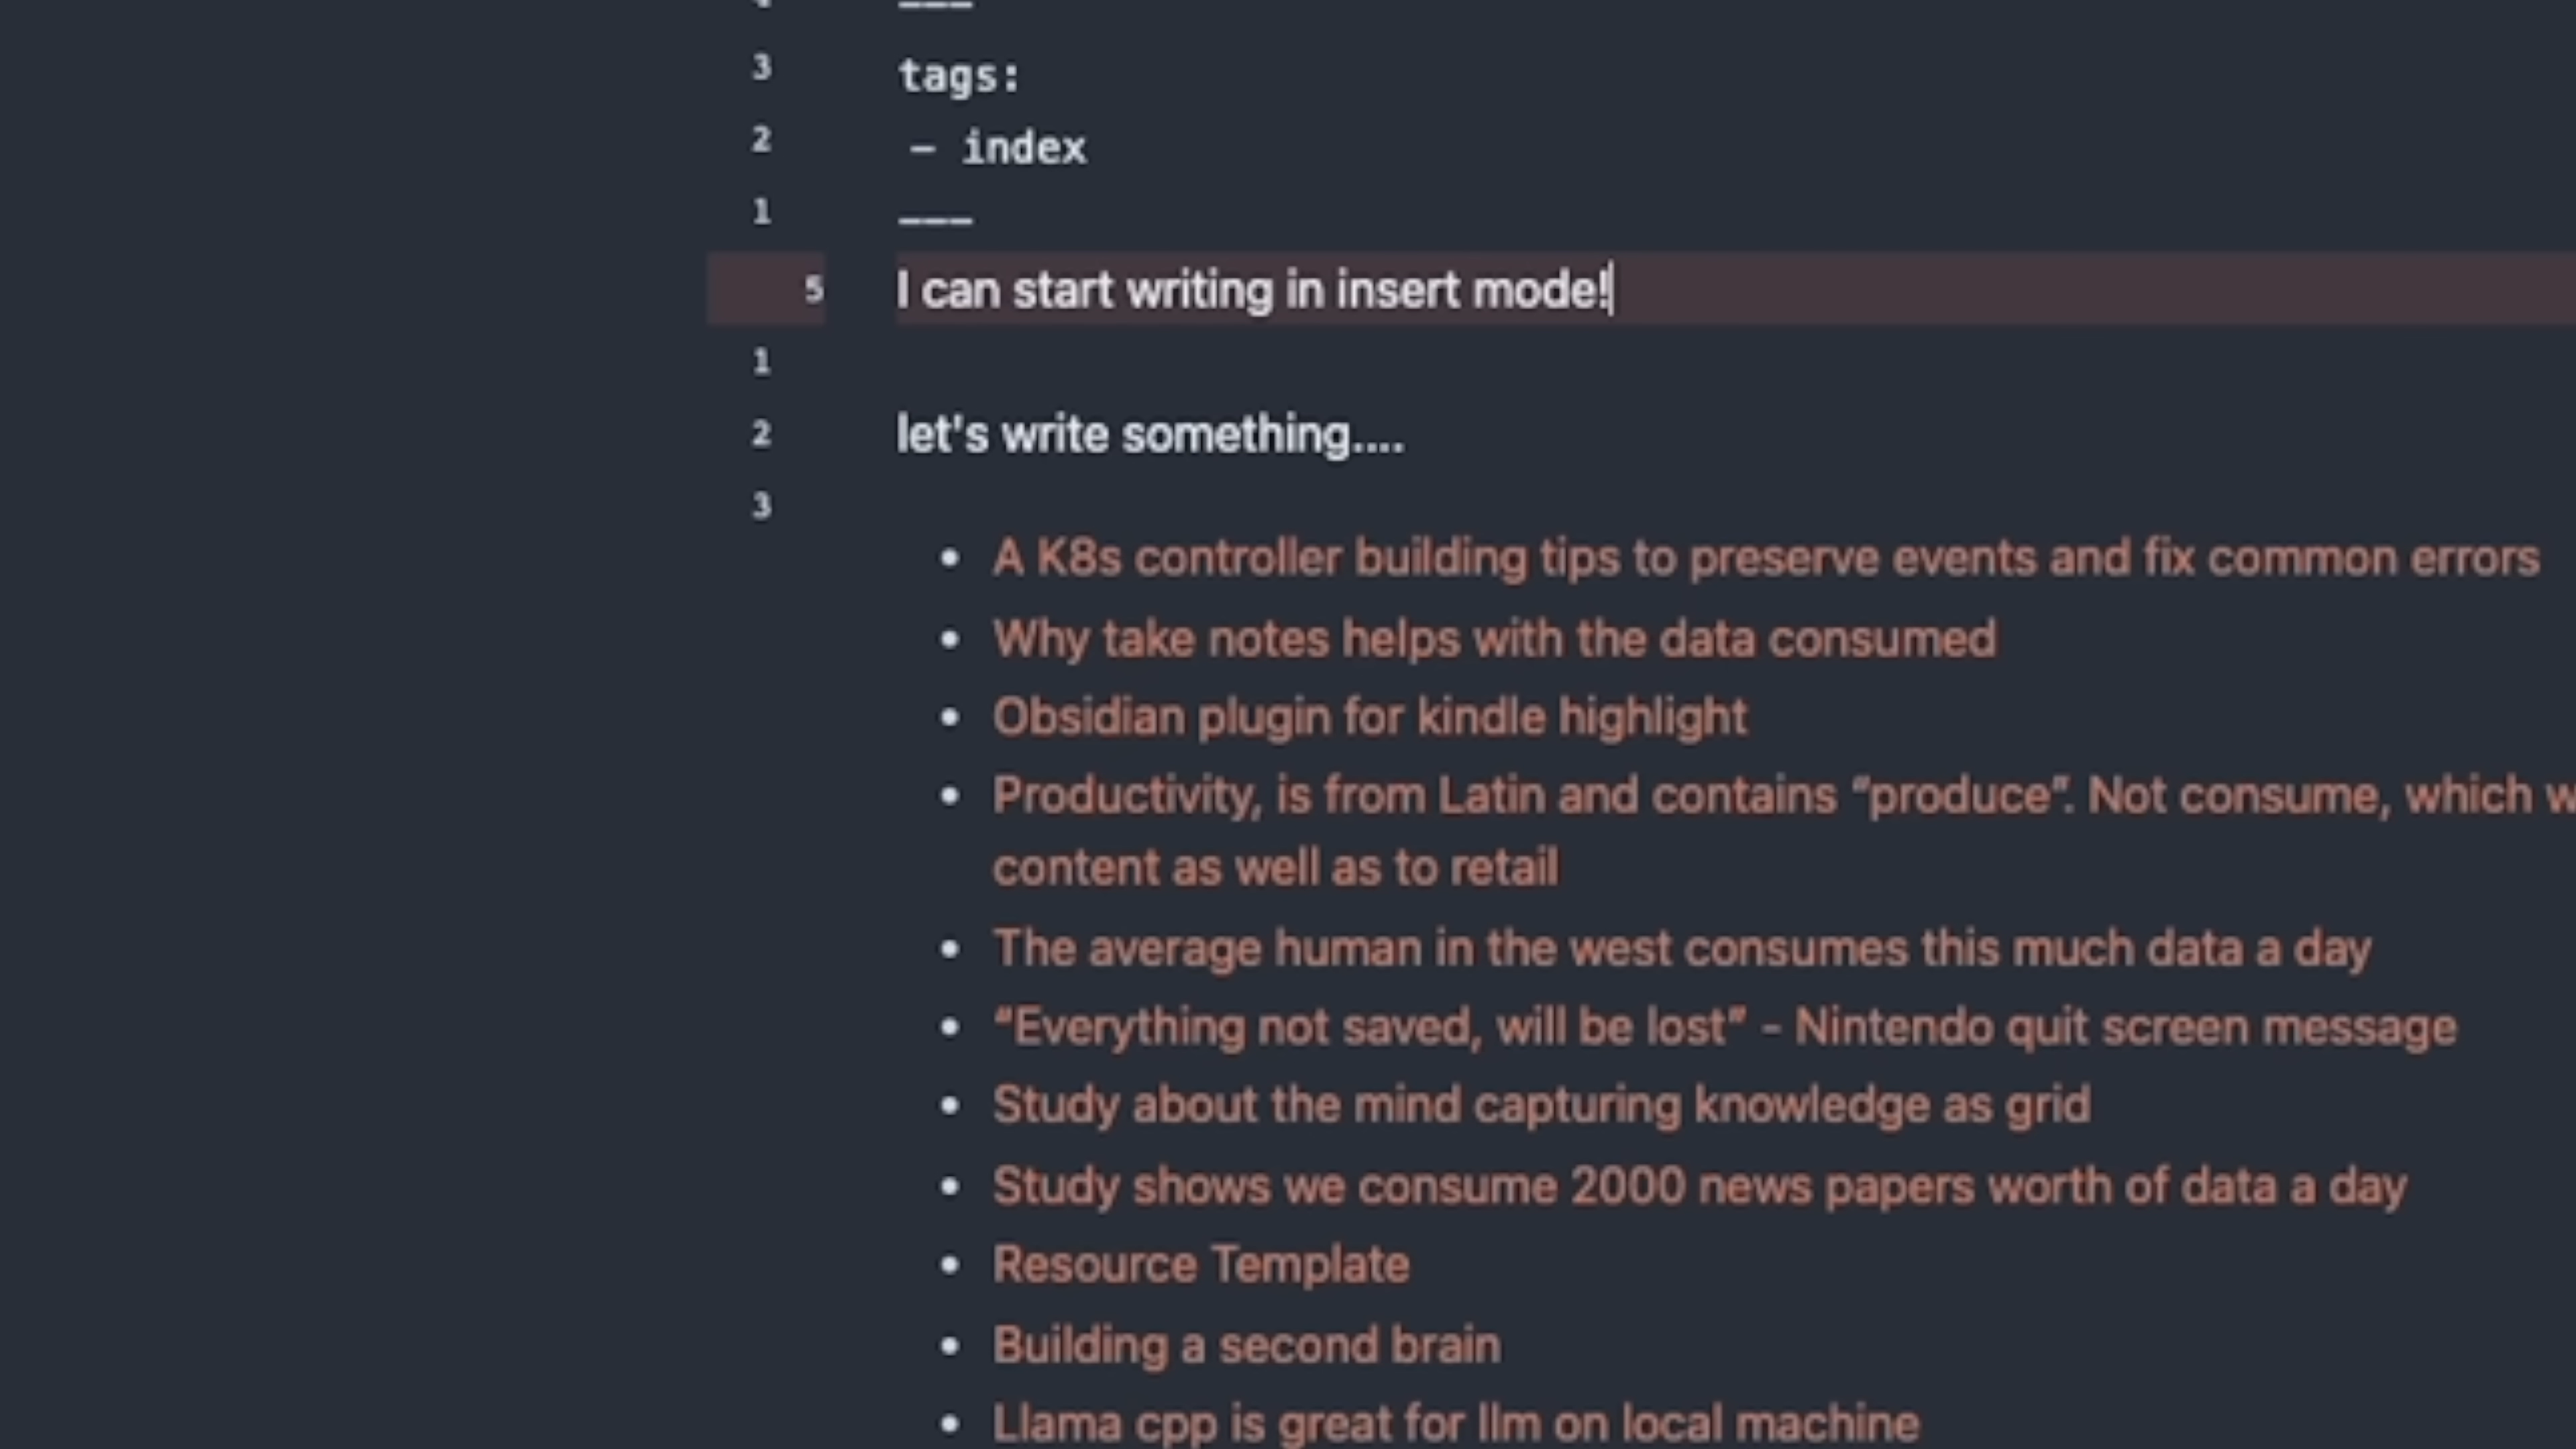 ---
3 tags:
2 - index
1 ---
5 I can start writing in insert mode!
1
2 let's write something....
3
• A K8s controller building tips to preserve events and fix common errors
• Why take notes helps with the data consumed
• Obsidian plugin for kindle highlight
• Productivity, is from Latin and contains “produce”. Not consume, which
content as well as to retail
• The average human in the west consumes this much data a day
• “Everything not saved, will be lost” - Nintendo quit screen message
• Study about the mind capturing knowledge as grid
• Study shows we consume 2000 news papers worth of data a day
• Resource Template
• Building a second brain
• Llama cpp is great for llm on local machine